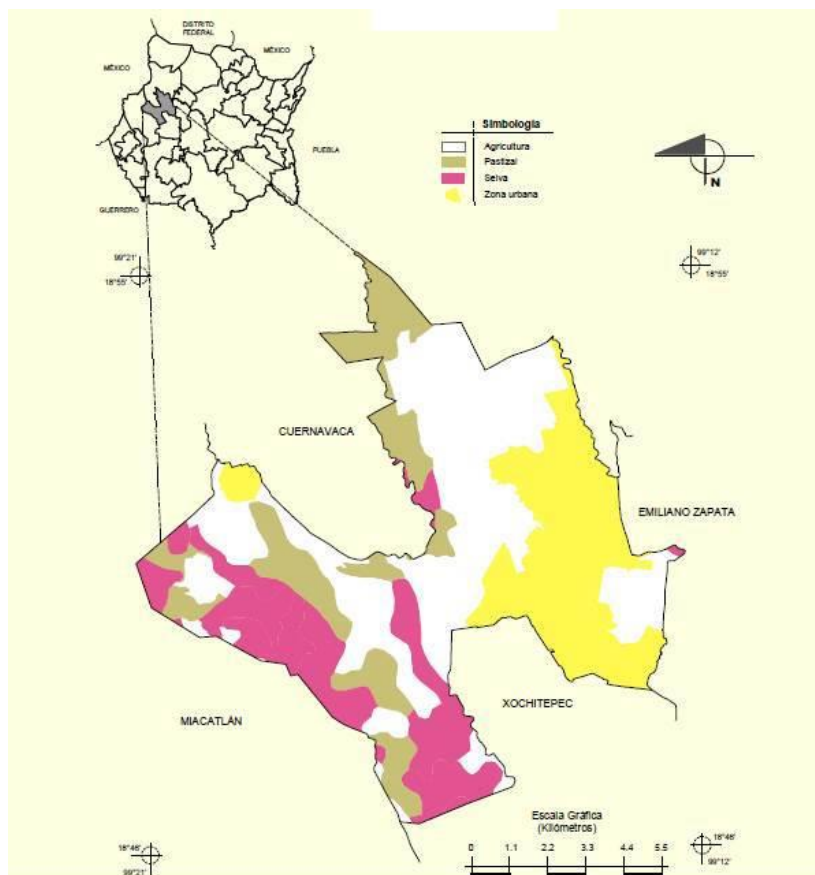 DISTRITO
FEDERAL
MÉXICO
MÉXICO
PUEBLA
GUERRERO
Simbología
Agricultura
Pastizal
Selva
Zona urbana
N
99°21'
18°55'
99°12'
18°55'
CUERNAVACA
EMILIANO ZAPATA
XOCHITEPEC
MIACATLÁN
Escala Gráfica
(Kilómetros)
0 1.1 2.2 3.3 4.4 5.5
18°46'
99°21'
18°46'
99°12'